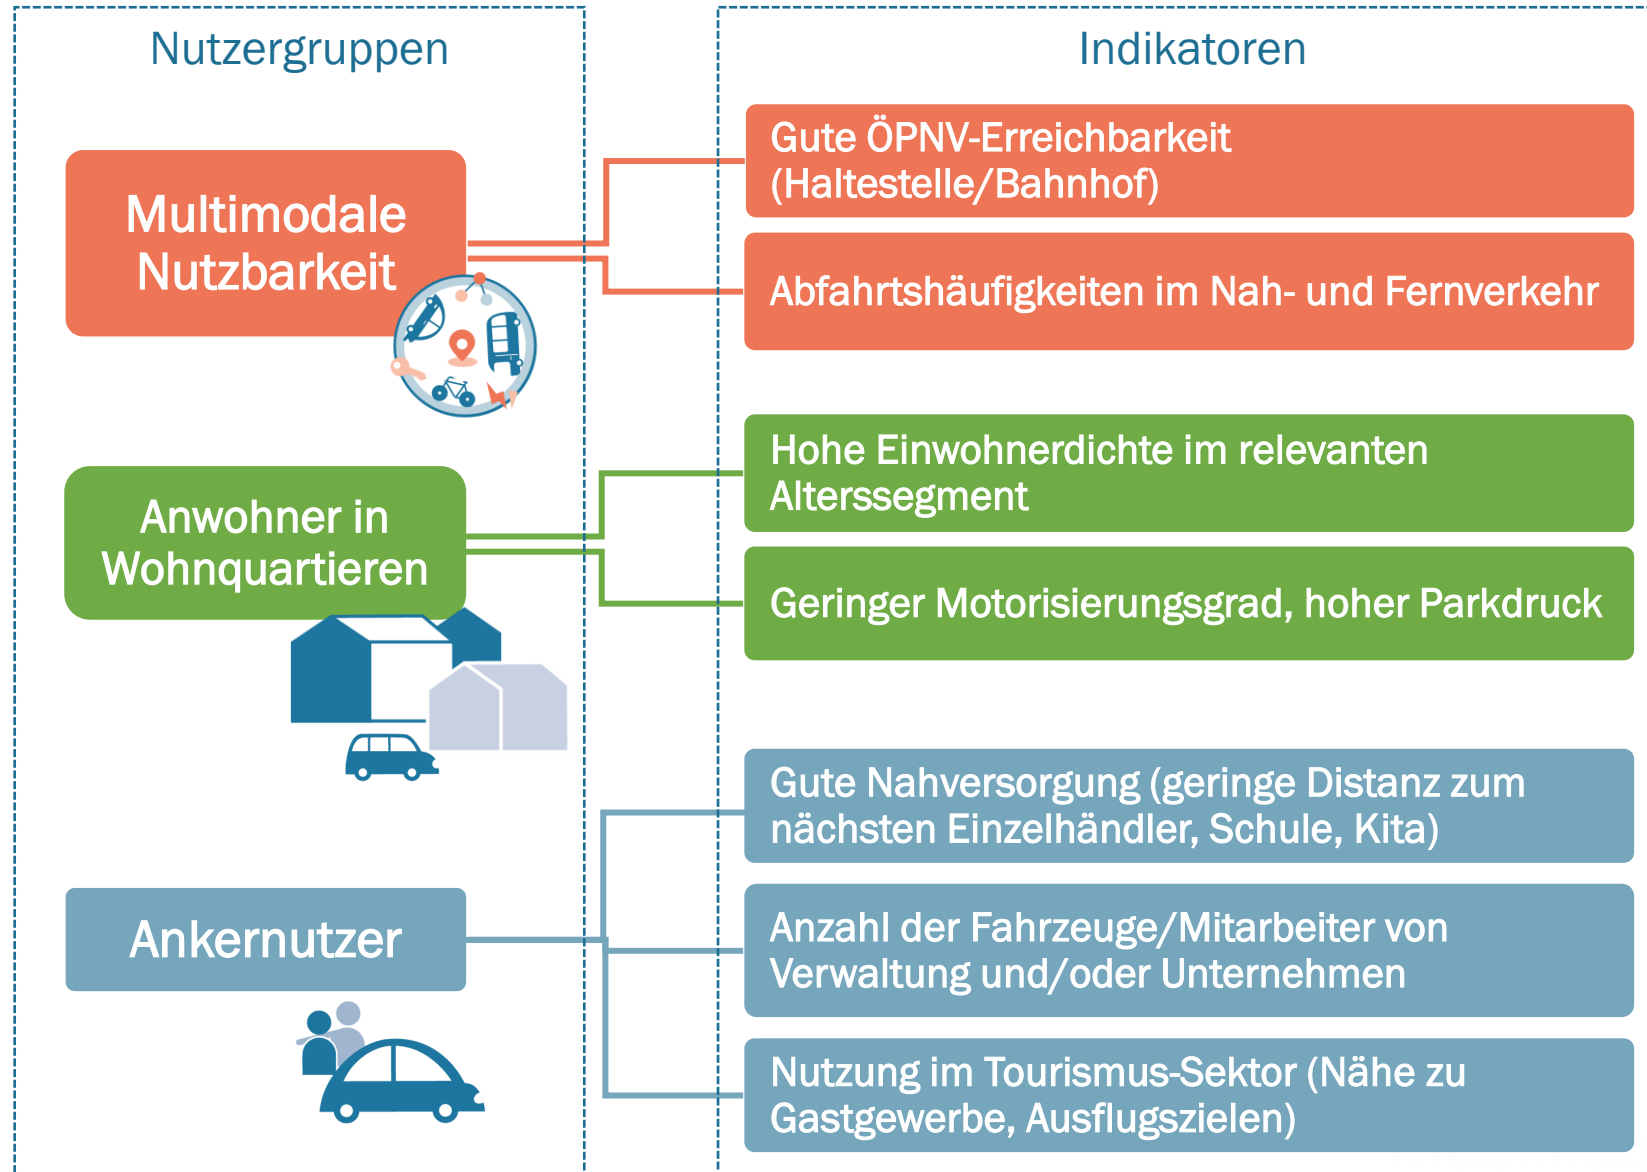 Nutzergruppen
Indikatoren
Multimodale
Nutzbarkeit
Gute ÖPNV-Erreichbarkeit
(Haltestelle/Bahnhof)
Abfahrtshäufigkeiten im Nah- und Fernverkehr
Anwohner in
Wohnquartieren
Hohe Einwohnerdichte im relevanten
Alterssegment
Geringer Motorisierungsgrad, hoher Parkdruck
Ankernutzer
Gute Nahversorgung (geringe Distanz zum
nächsten Einzelhändler, Schule, Kita)
Anzahl der Fahrzeuge/Mitarbeiter von
Verwaltung und/oder Unternehmen
Nutzung im Tourismus-Sektor (Nähe zu
Gastgewerbe, Ausflugszielen)